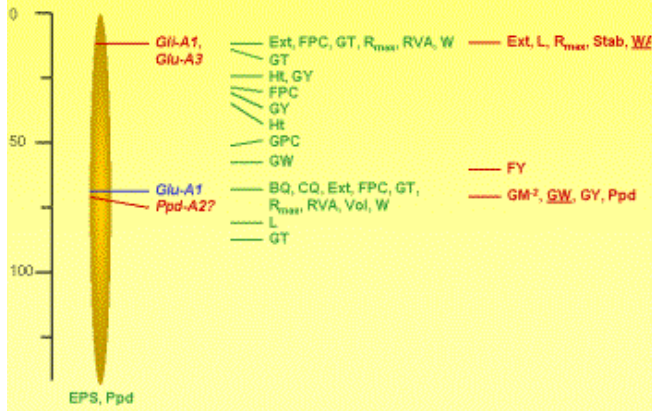 0
50
100
Gli-A1,
Glu-A3
Glu-A1
Ppd-A2?
EPS, Ppd
Ext, FPC, GT, Rmax, RVA, W
GT
Ht, GY
FPC
GY
Ht
GPC
GW
BQ, CQ, Ext, FPC, GT,
Rmax, RVA, Vol, W
L
GT
Ext, L, Rmax, Stab,
FY
GM-2, GW, GY, Ppd